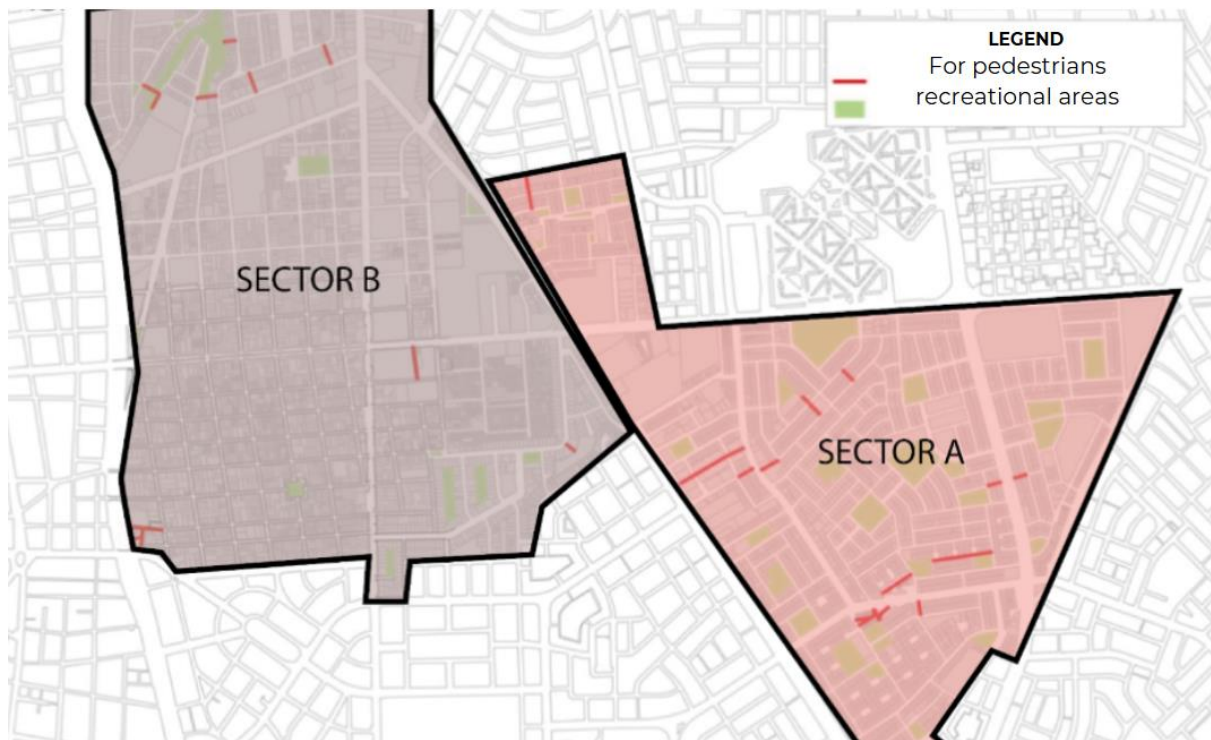 LEGEND
For pedestrians
recreational areas
SECTOR B
SECTOR A